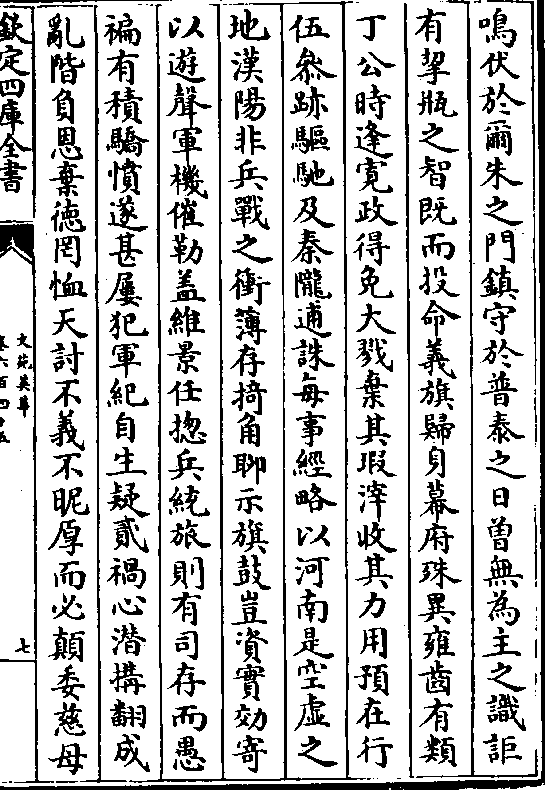 鳴伏於爾朱之門鎮守於普泰之日曽無為主之識詎
有挈瓶之智既而投命義旗歸身幕府珠異雍齒有類
丁公時逢寛政得免大戮棄其瑕滓收其力用預在行
伍叅跡驅馳及秦隴逋誅每事經略以河南是空虛之
地漢陽非兵戰之衝薄存掎角聊示旗鼓豈資實効寄
以遊聲軍機催勒盖維景任揔兵統旅則有司存而愚
褊有積驕憤遂甚屢犯軍紀自生疑貳禍心潛搆翻成
亂階負恩棄徳罔恤天討不義不昵厚而必顛委慈母
欽定四庫全書
文苑英華
卷六百四十五
七